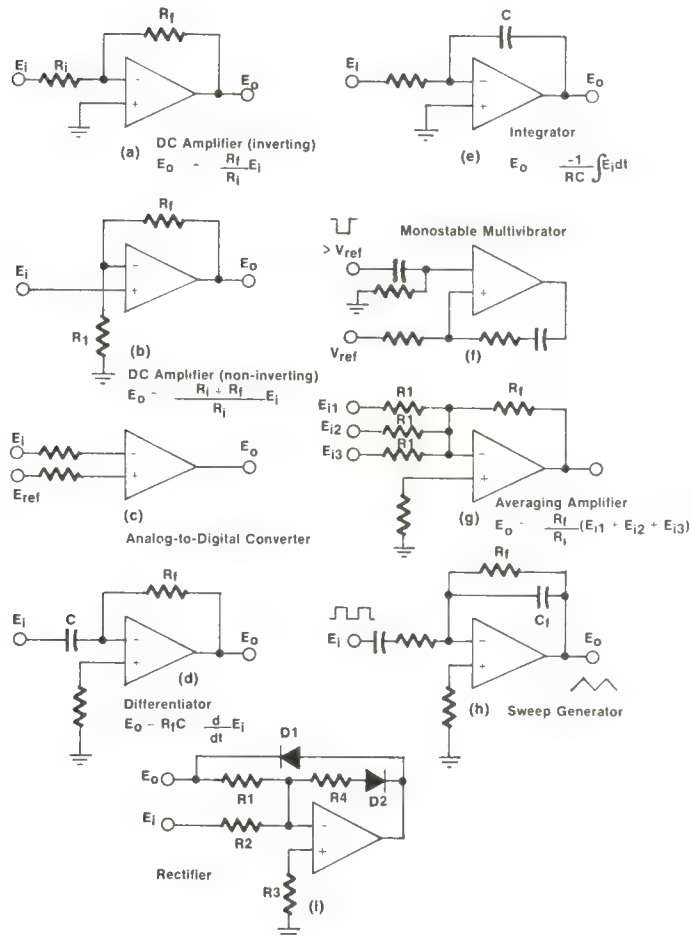 Rf
Ei Ri Eo
(a) DC Amplifier (inverting)
Eo - Rf/Ri Ei
Rf
Ei Eo
R1
(b)
DC Amplifier (non-inverting)
Eo - Ri + Rf/Ri Ei
Ei Eo
Eref
(c)
Analog-to-Digital Converter
Rf
Ei C Eo
(d)
Differentiator
Eo - RfC d/dt Ei
C
Ei Eo
Integrator
(e)
Eo -1/RC ∫Ei dt
Monostable Multivibrator
> Vref
Vref (f)
Ei1 R1 Rf
Ei2 R1
Ei3 R1
Averaging Amplifier
(g) Eo - Rf/Ri (Ei1 + Ei2 + Ei3)
Rf
Cf
Ei Eo
(h) Sweep Generator
D1
Eo R1 R4 D2
Ei R2
Rectifier
R3 (i)